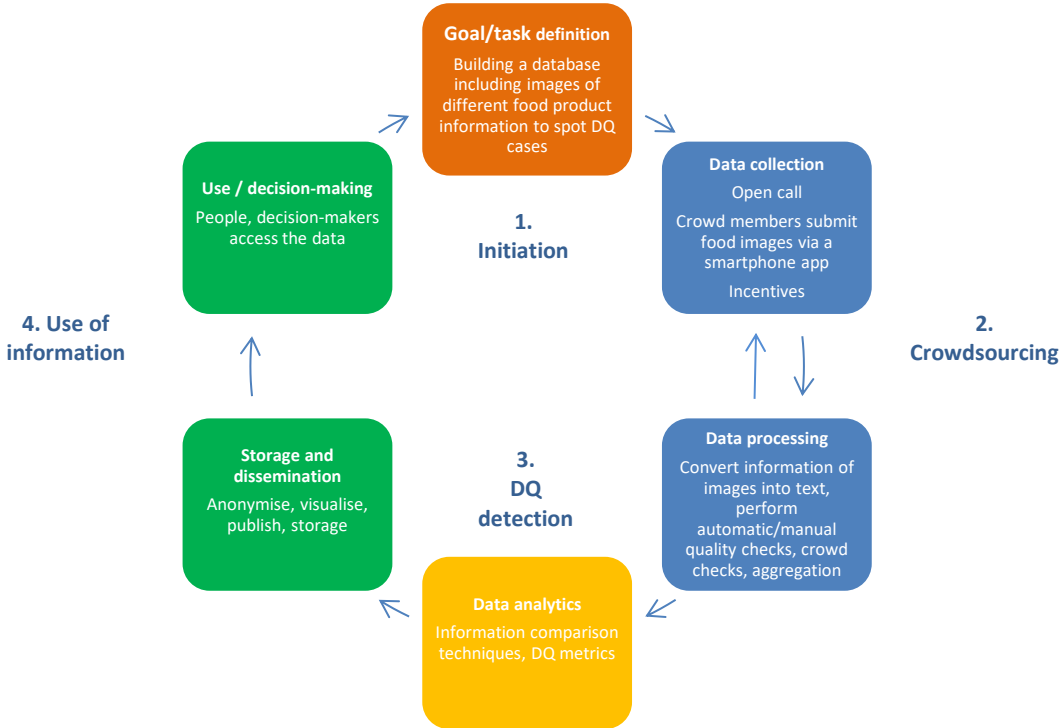 Goal/task definition
Building a database
including images of
different food product
information to spot DQ
cases
Data collection
Open call
Crowd members submit
food images via a
smartphone app
Incentives
Use / decision-making
People, decision-makers
access the data
1.
Initiation
4. Use of
information
2.
Crowdsourcing
Data processing
Convert information of
images into text,
perform
automatic/manual
quality checks, crowd
checks, aggregation
Storage and
dissemination
Anonymise, visualise,
publish, storage
3.
DQ
detection
Data analytics
Information comparison
techniques, DQ metrics